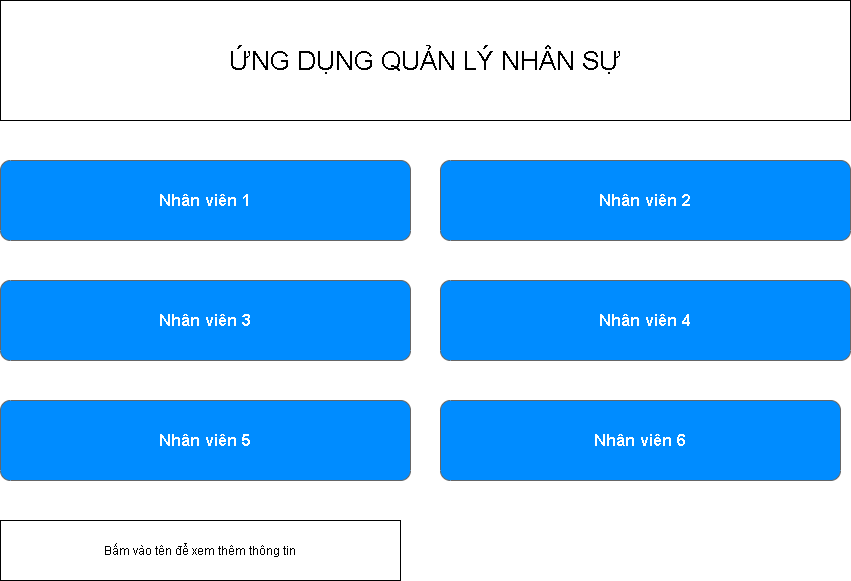 ỨNG DỤNG QUẢN LÝ NHÂN SỰ
Nhân viên 1
Nhân viên 2
Nhân viên 3
Nhân viên 4
Nhân viên 5
Nhân viên 6
Bấm vào tên để xem thêm thông tin